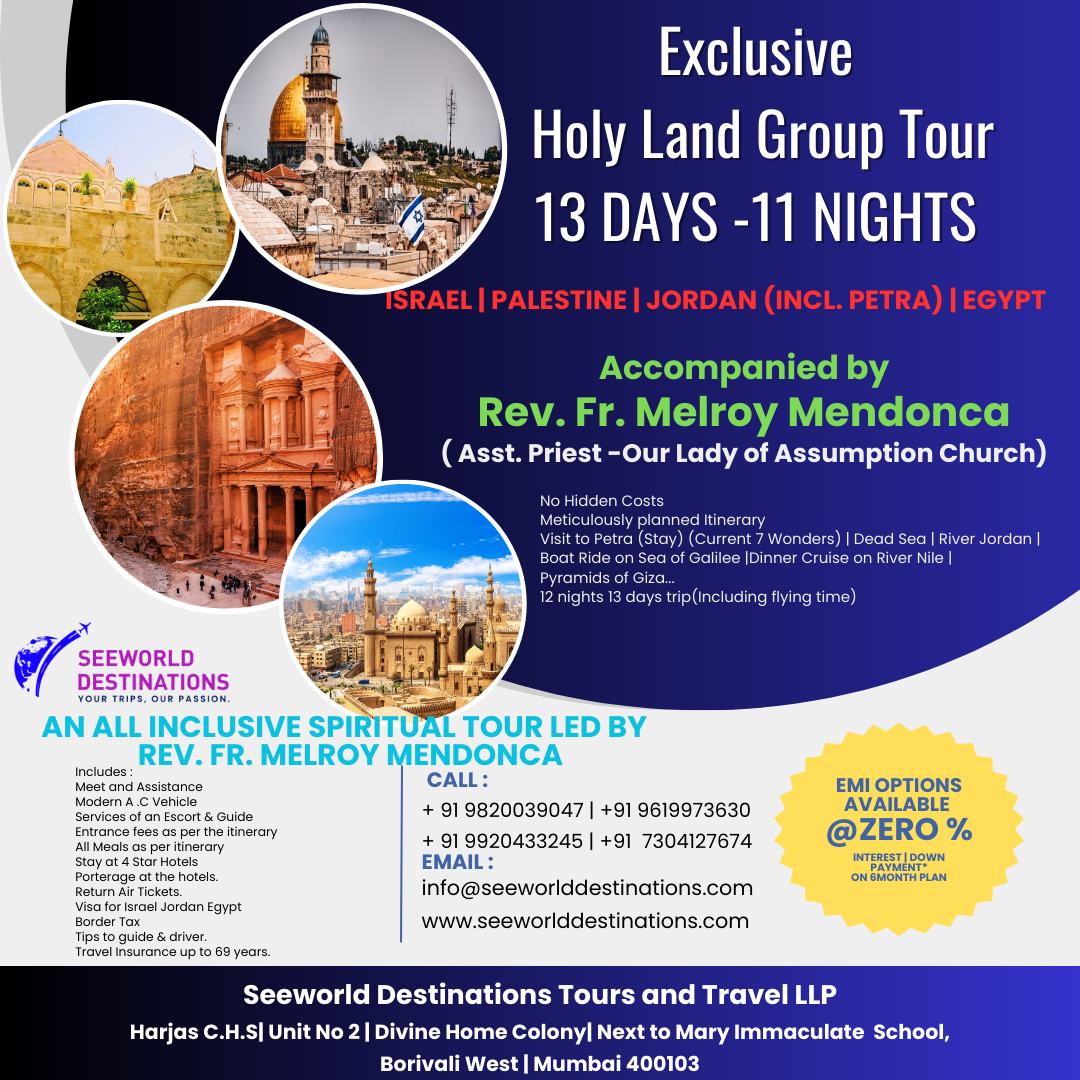 Exclusive
Holy Land Group Tour
13 DAYS -11 NIGHTS
ISRAEL | PALESTINE | JORDAN (INCL. PETRA) | EGYPT
Accompanied by
Rev. Fr. Melroy Mendonca
( Asst. Priest -Our Lady of Assumption Church)
No Hidden Costs
Meticulously planned Itinerary
Visit to Petra (Stay) (Current 7 Wonders) | Dead Sea | River Jordan |
Boat Ride on Sea of Galilee |Dinner Cruise on River Nile |
Pyramids of Giza...
12 nights 13 days trip(Including flying time)
SEEWORLD
DESTINATIONS
YOUR TRIPS, OUR PASSION.
AN ALL INCLUSIVE SPIRITUAL TOUR LED BY
REV. FR. MELROY MENDONCA
Includes :
Meet and Assistance
Modern A .C Vehicle
Services of an Escort & Guide
Entrance fees as per the itinerary
All Meals as per itinerary
Stay at 4 Star Hotels
Porterage at the hotels.
Return Air Tickets.
Visa for Israel Jordan Egypt
Border Tax
Tips to guide & driver.
Travel Insurance up to 69 years.
CALL :
+ 91 9820039047 | +91 9619973630
+ 91 9920433245 | +91  7304127674
EMAIL :
info@seeworlddestinations.com
www.seeworlddestinations.com
EMI OPTIONS
AVAILABLE
@ZERO %
INTEREST | DOWN
PAYMENT*
ON 6MONTH PLAN
Seeworld Destinations Tours and Travel LLP
Harjas C.H.S| Unit No 2 | Divine Home Colony| Next to Mary Immaculate  School,
Borivali West | Mumbai 400103